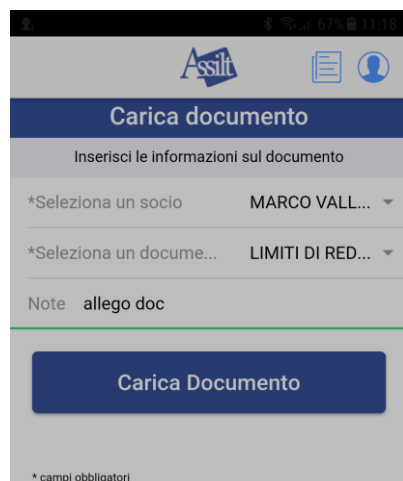 67% 11:18
Assilt
Carica documento
Inserisci le informazioni sul documento
*Seleziona un socio MARCO VALL...
*Seleziona un docume... LIMITI DI RED...
Note allego doc
Carica Documento
* campi obbligatori